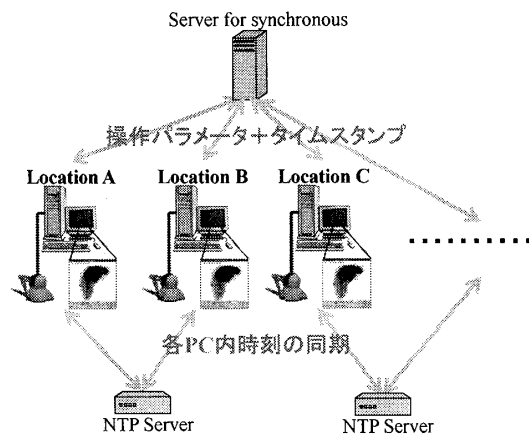 Server for synchronous
操作パラメータ+タイムスタンプ
Location A
Location B
Location C
各PC内時刻の同期
NTP Server
NTP Server